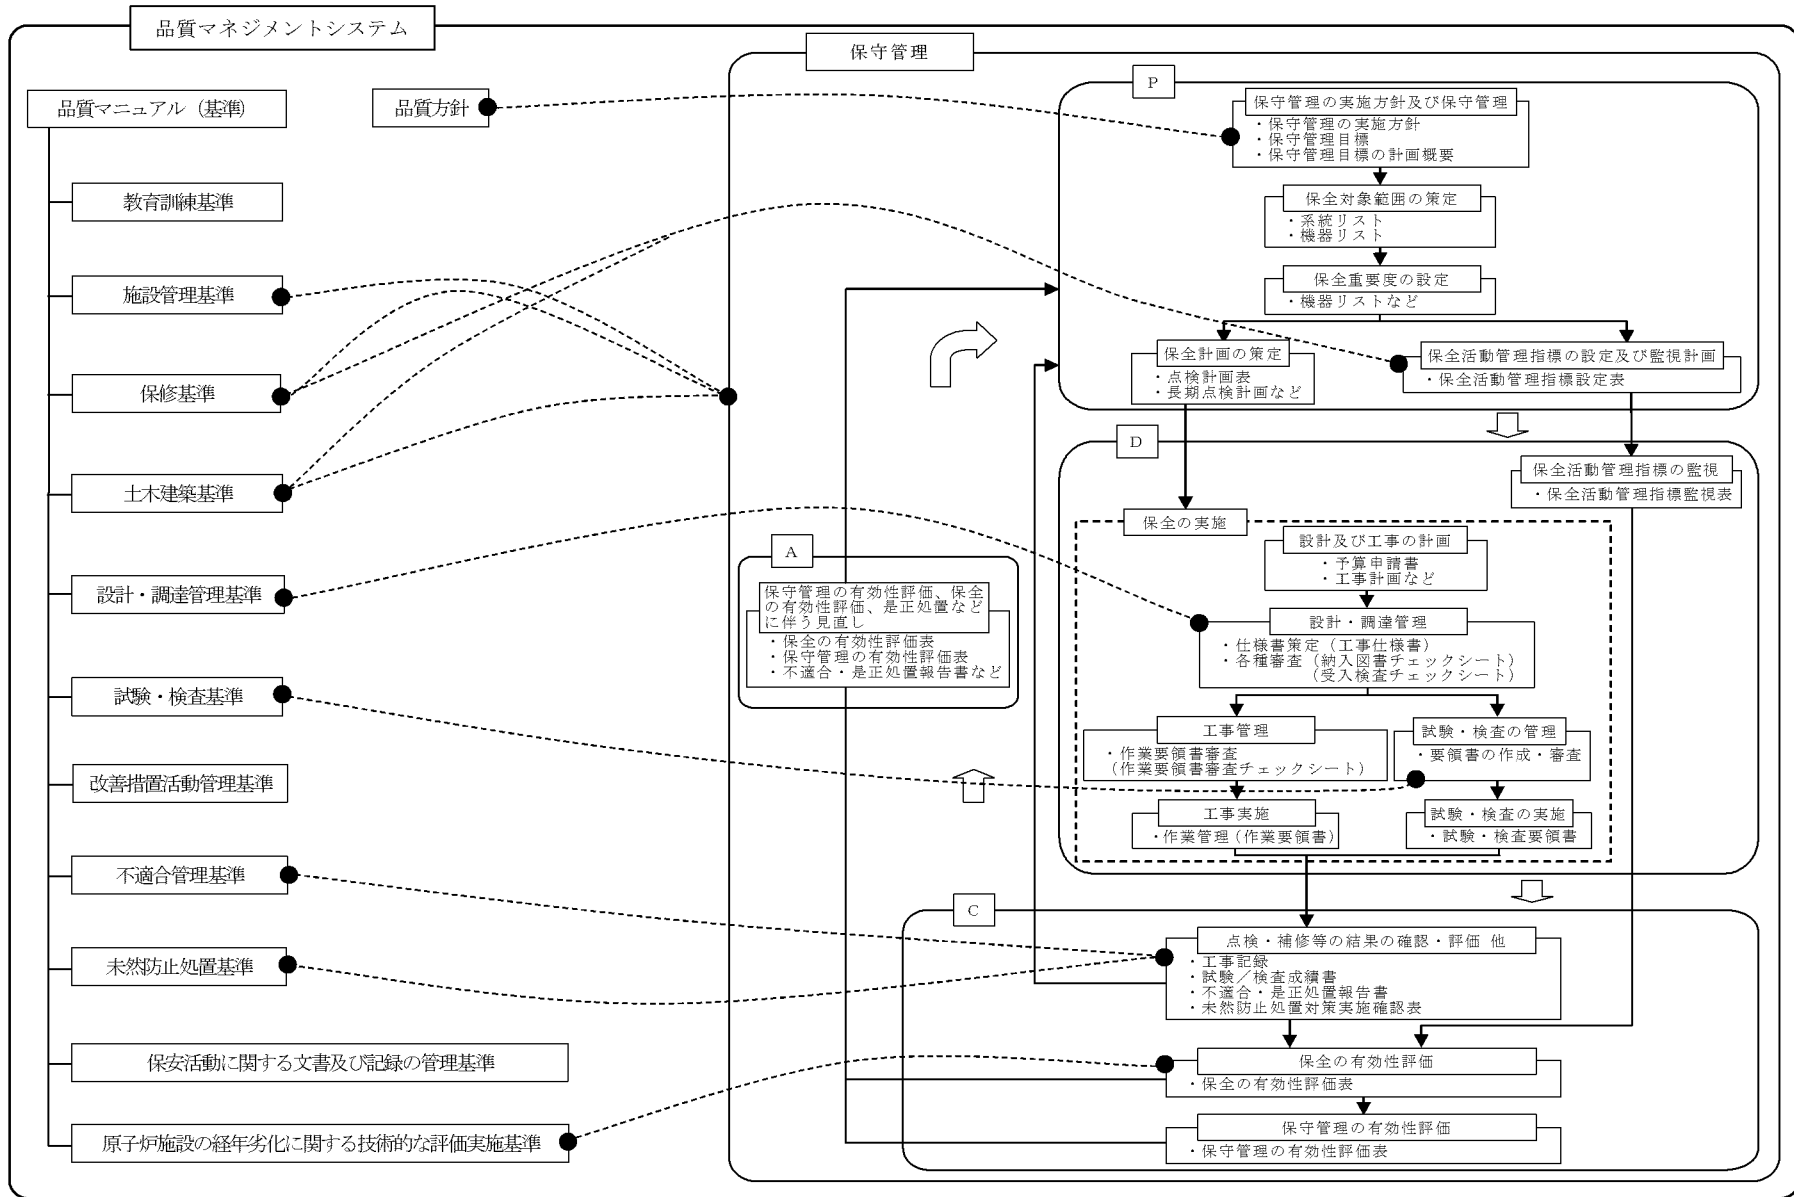 品質マネジメントシステム
品質マニュアル（基準）
品質方針
教育訓練基準
施設管理基準
保修基準
土木建築基準
設計・調達管理基準
試験・検査基準
改善措置活動管理基準
不適合管理基準
未然防止処置基準
保安活動に関する文書及び記録の管理基準
原子炉施設の経年劣化に関する技術的な評価実施基準
保守管理
P
保守管理の実施方針及び保守管理
・保守管理の実施方針
・保守管理目標
・保守管理目標の計画概要
保全対象範囲の策定
・系統リスト
・機器リスト
保全重要度の設定
・機器リストなど
保全計画の策定
・点検計画表
・長期点検計画など
保全活動管理指標の設定及び監視計画
・保全活動管理指標設定表
D
保全活動管理指標の監視
・保全活動管理指標監視表
保全の実施
設計及び工事の計画
・予算申請書
・工事計画など
設計・調達管理
・仕様書策定（工事仕様書）
・各種審査（納入図書チェックシート）
（受入検査チェックシート）
工事管理
・作業要領書審査
（作業要領書審査チェックシート）
試験・検査の管理
・要領書の作成・審査
工事実施
・作業管理（作業要領書）
試験・検査の実施
・試験・検査要領書
A
保守管理の有効性評価、保全
の有効性評価、是正処置など
に伴う見直し
・保全の有効性評価表
・保守管理の有効性評価表
・不適合・是正処置報告書など
C
点検・補修等の結果の確認・評価 他
・工事記録
・試験／検査成績書
・不適合・是正処置報告書
・未然防止処置対策実施確認表
保全の有効性評価
・保全の有効性評価表
保守管理の有効性評価
・保守管理の有効性評価表